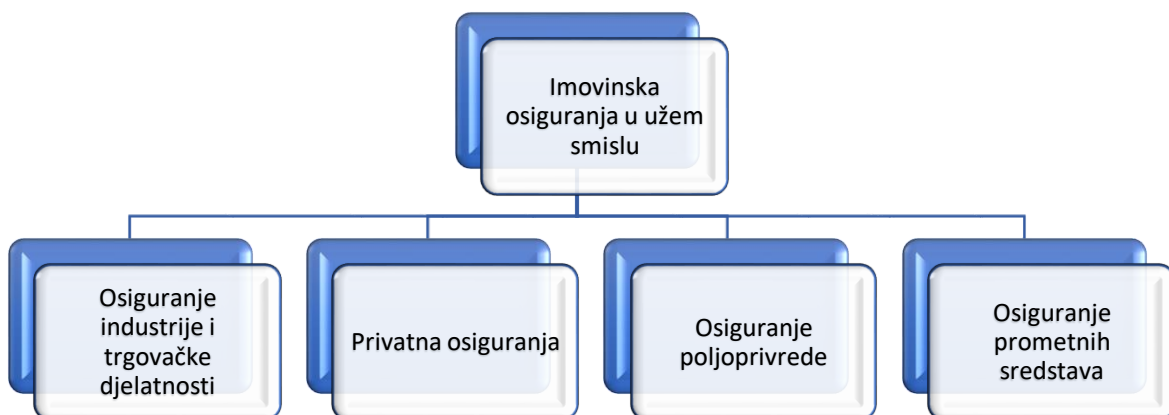 Imovinska
osiguranja u užem
smislu
Osiguranje
industrije i
trgovačke
djelatnosti
Privatna osiguranja
Osiguranje
poljoprivrede
Osiguranje
prometnih
sredstava